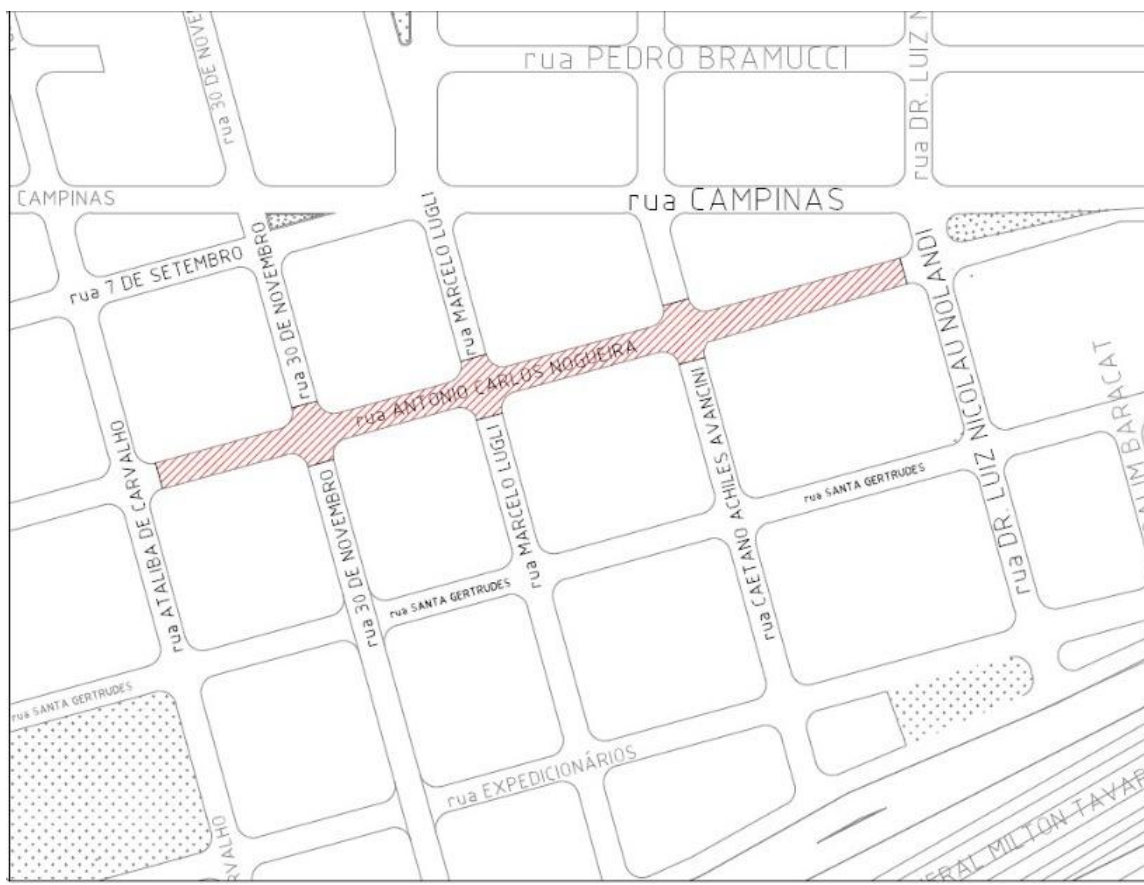 rua 30 DE NOVEM
rua PEDRO BRAMUCCI
rua DR. LUIZ N
CAMPINAS
rua CAMPINAS
rua 7 DE SETEMBRO
rua 30 DE NOVEMBRO
rua MARCELO LUGLI
rua ANTONIO CARLOS NOGUEIRA
rua DR. LUIZ NICOLAU NOLANDI
rua ATALIBA DE CARVALHO
rua 30 DE NOVEMBRO
rua MARCELO LUGLI
rua CAETANO ACHILES AVANCINI
rua SANTA GERTRUDES
BARACAT
rua SANTA GERTRUDES
rua SANTA GERTRUDES
rua EXPEDICIONÁRIOS
RVALHO
ERAL MILTON TAVAR